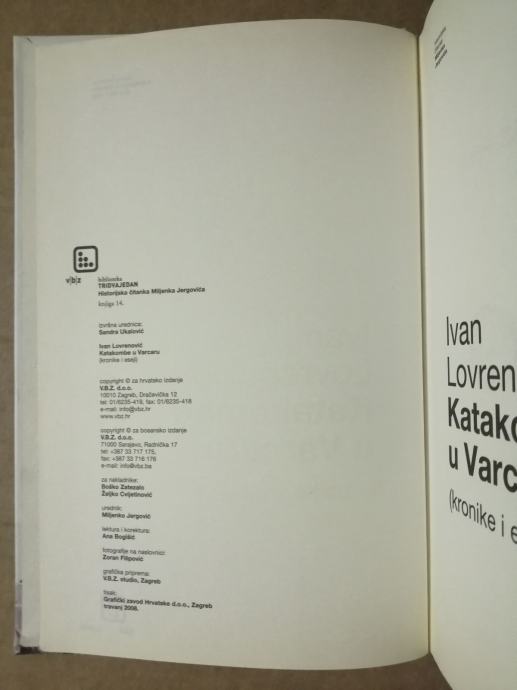 v|b|z
biblioteka
TRIDVAJEDAN
Historijska čitanka Miljenka Jergovića
knjiga 14.
izvršna urednica:
Sandra Ukalović
Ivan Lovrenović
Katakombe u Varcaru
(kronike i eseji)
copyright © za hrvatsko izdanje
V.B.Z. d.o.o.
10010 Zagreb, Dračevička 12
tel: 01/6235-419, fax: 01/6235-418
e-mail: info@vbz.hr
www.vbz.hr
copyright © za bosansko izdanje
V.B.Z. d.o.o.
71000 Sarajevo, Radnička 17
tel: +387 33 717 175,
fax: +387 33 716 176
e-mail: info@vbz.ba
za nakladnike:
Boško Zatezalo
Željko Cvijetinović
urednik:
Miljenko Jergović
lektura i korektura:
Ana Bogišić
fotografije na naslovnici:
Zoran Filipović
grafička priprema:
V.B.Z. studio, Zagreb
tisak:
Grafički zavod Hrvatske d.o.o., Zagreb
travanj 2008.
Ivan
Lovren
Katako
u Varc
(kronike i e